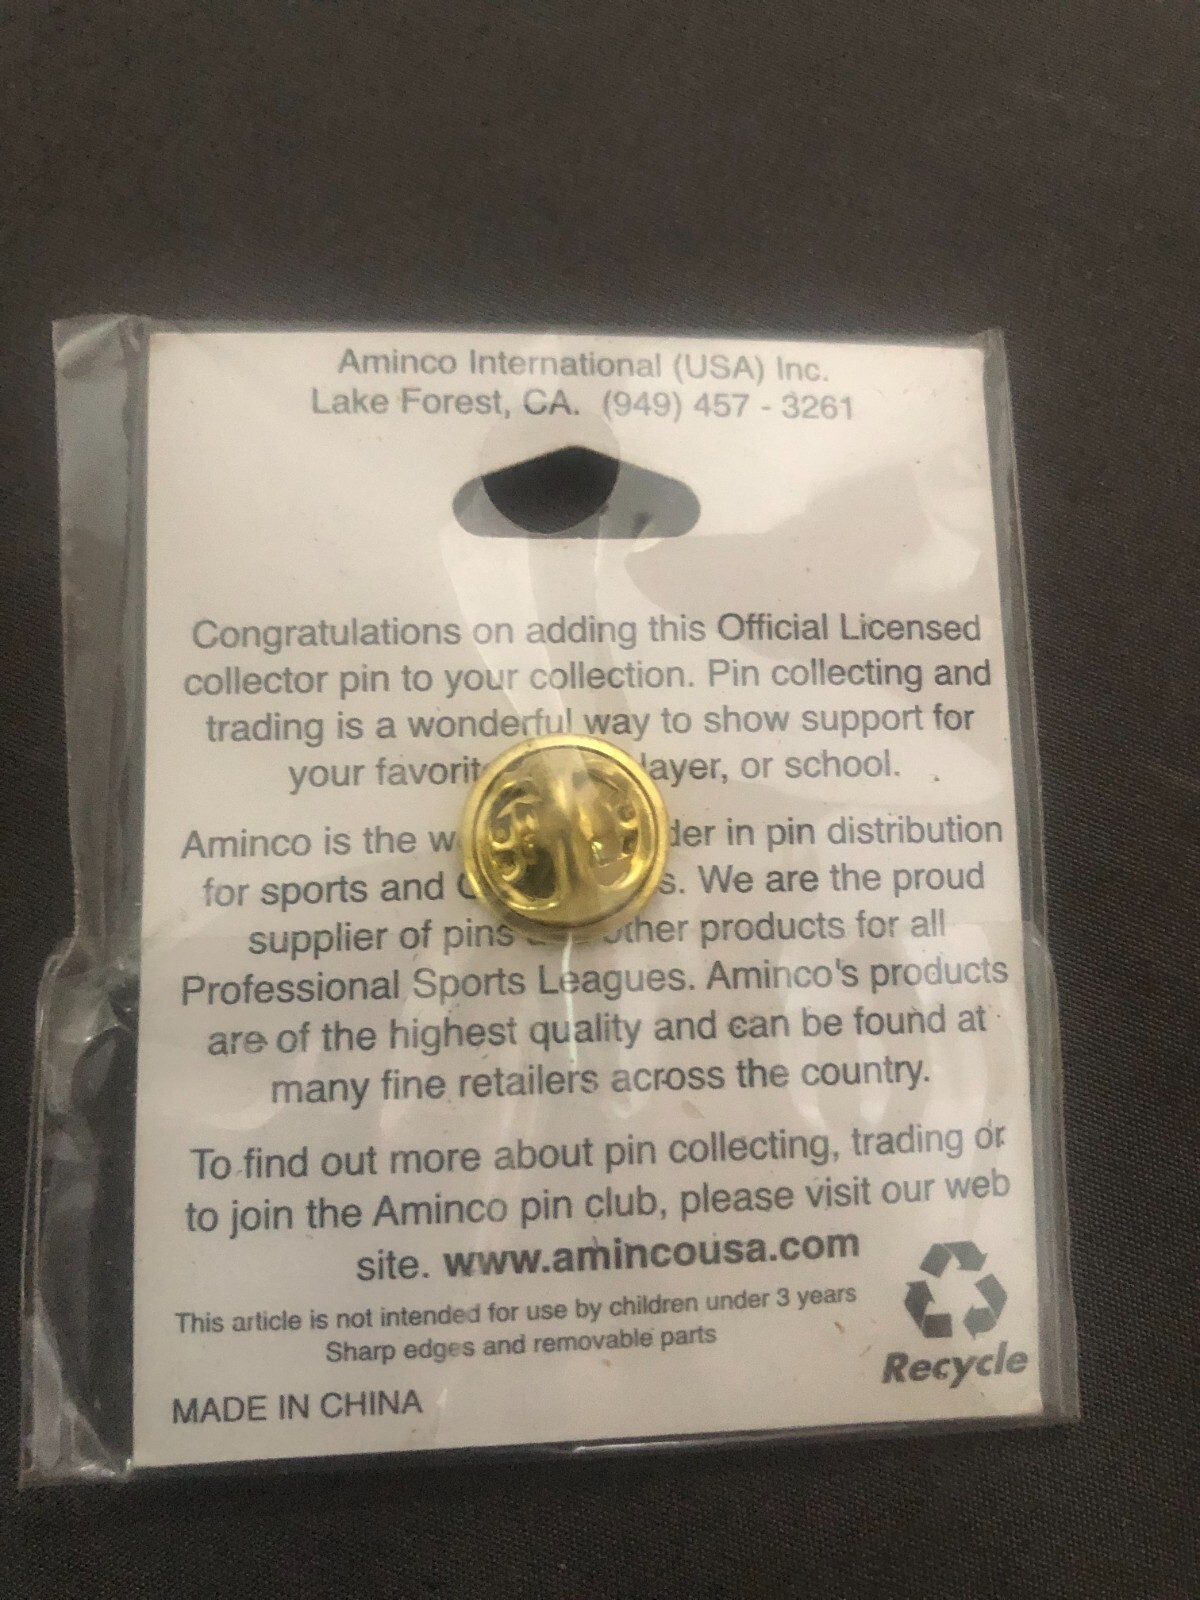 Aminco International (USA) Inc.
Lake Forest, CA. (949) 457 - 3261
Congratulations on adding this Official Licensed
collector pin to your collection. Pin collecting and
trading is a wonderful way to show support for
your or school.
Aminco is the in pin distribution
for sports and We are the proud
supplier of pins products for all
Professional Sports Leagues. Aminco's products
are of the highest quality and can be found at
many fine retailers across the country.
To find out more about pin collecting, trading or
to join the Aminco pin club, please visit our web
site. www.amincousa.com
This article is not intended for use by children under 3 years
Sharp edges and removable parts
Recycle
MADE IN CHINA